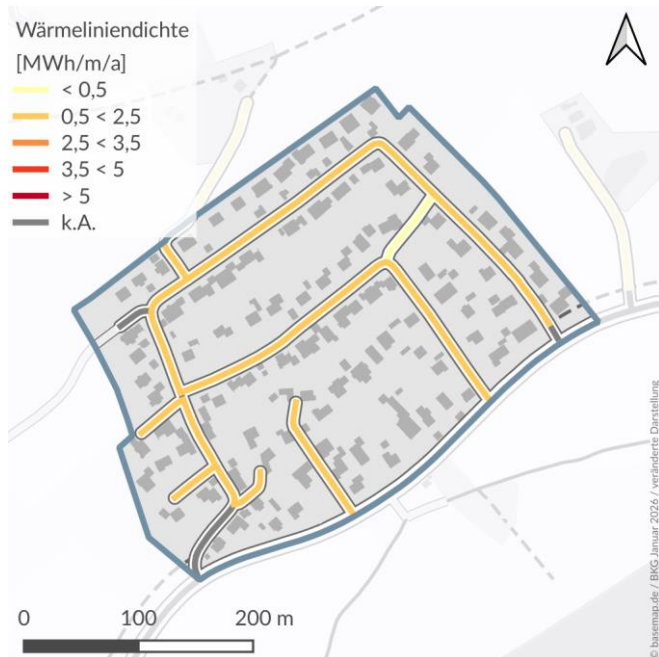 Wärmeliniendichte
[MWh/m/a]
< 0,5
0,5 < 2,5
2,5 < 3,5
3,5 < 5
> 5
k.A.
0 100 200 m
© basemap.de / BKG Januar 2026 / veränderte Darstellung